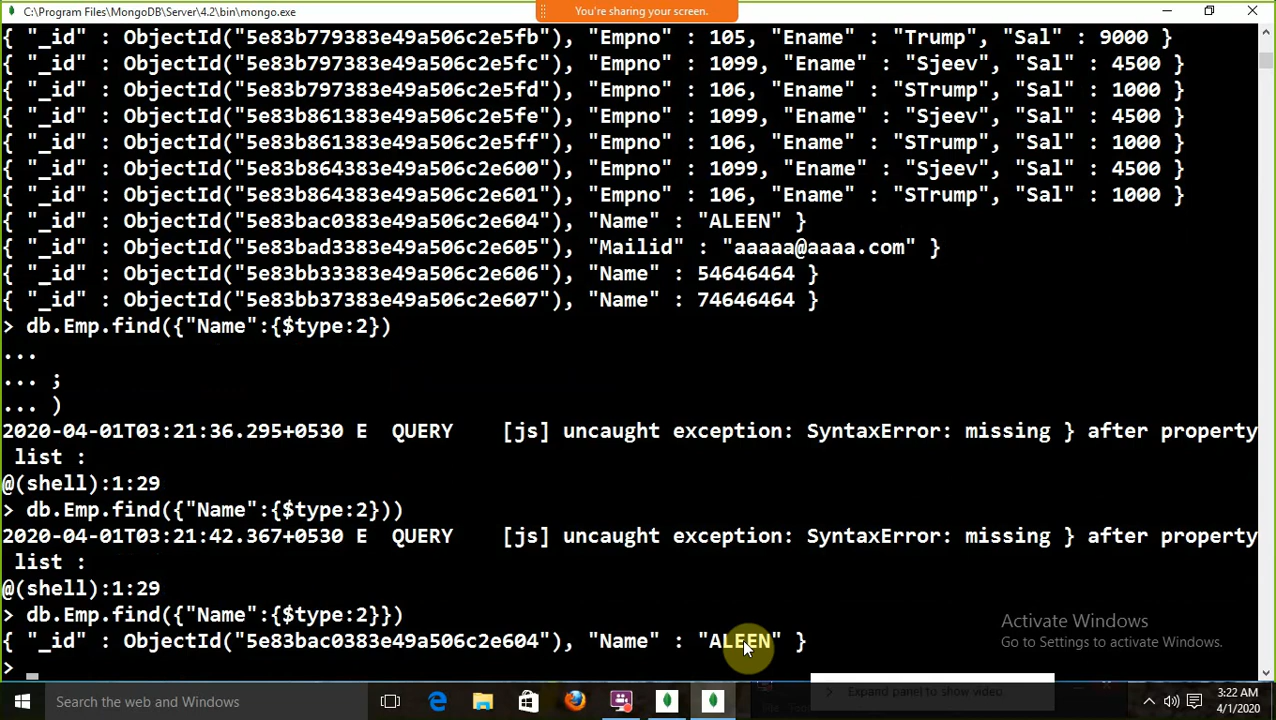 C:\Program Files\MongoDB\Server\4.2\bin\mongo.exe
You're sharing your screen.
{ "_id" : ObjectId("5e83b779383e49a506c2e5fb"), "Empno" : 105, "Ename" : "Trump", "Sal" : 9000 }
{ "_id" : ObjectId("5e83b797383e49a506c2e5fc"), "Empno" : 1099, "Ename" : "Sjeev", "Sal" : 4500 }
{ "_id" : ObjectId("5e83b797383e49a506c2e5fd"), "Empno" : 106, "Ename" : "STrump", "Sal" : 1000 }
{ "_id" : ObjectId("5e83b861383e49a506c2e5fe"), "Empno" : 1099, "Ename" : "Sjeev", "Sal" : 4500 }
{ "_id" : ObjectId("5e83b861383e49a506c2e5ff"), "Empno" : 106, "Ename" : "STrump", "Sal" : 1000 }
{ "_id" : ObjectId("5e83b864383e49a506c2e600"), "Empno" : 1099, "Ename" : "Sjeev", "Sal" : 4500 }
{ "_id" : ObjectId("5e83b864383e49a506c2e601"), "Empno" : 106, "Ename" : "STrump", "Sal" : 1000 }
{ "_id" : ObjectId("5e83bac0383e49a506c2e604"), "Name" : "ALEEN" }
{ "_id" : ObjectId("5e83bad3383e49a506c2e605"), "Mailid" : "aaaaa@aaaa.com" }
{ "_id" : ObjectId("5e83bb33383e49a506c2e606"), "Name" : 54646464 }
{ "_id" : ObjectId("5e83bb37383e49a506c2e607"), "Name" : 74646464 }
> db.Emp.find({"Name":{$type:2})
...
... ;
... )
2020-04-01T03:21:36.295+0530 E  QUERY    [js] uncaught exception: SyntaxError: missing } after property
 list :
@(shell):1:29
> db.Emp.find({"Name":{$type:2}))
2020-04-01T03:21:42.367+0530 E  QUERY    [js] uncaught exception: SyntaxError: missing } after property
 list :
@(shell):1:29
> db.Emp.find({"Name":{$type:2}})
{ "_id" : ObjectId("5e83bac0383e49a506c2e604"), "Name" : "ALEEN" }
>
Activate Windows
Go to Settings to activate Windows.
Expand panel to show video
Search the web and Windows
3:22 AM
4/1/2020